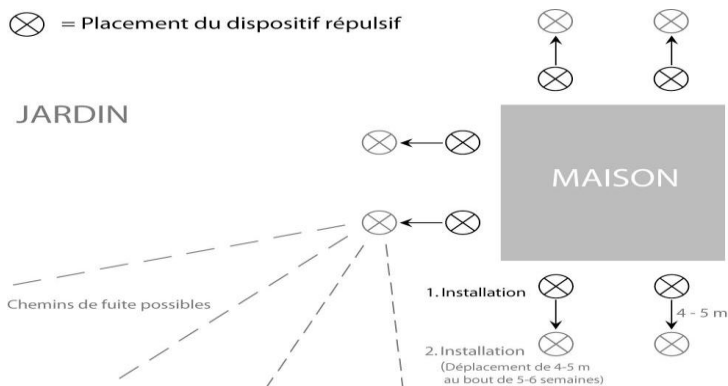 = Placement du dispositif répulsif
JARDIN
MAISON
Chemins de fuite possibles
1. Installation
4 - 5 m
2. Installation
(Déplacement de 4-5 m
au bout de 5-6 semaines)